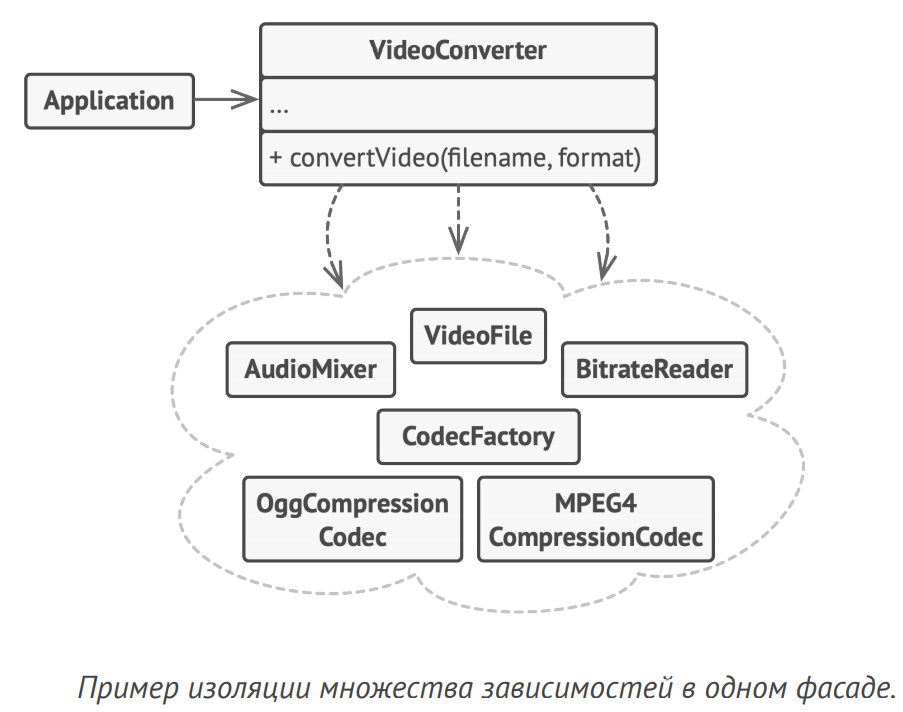 VideoConverter
Application
...
+ convertVideo(filename, format)
VideoFile
AudioMixer
BitrateReader
CodecFactory
OggCompression
Codec
MPEG4
CompressionCodec
Пример изоляции множества зависимостей в одном фасаде.